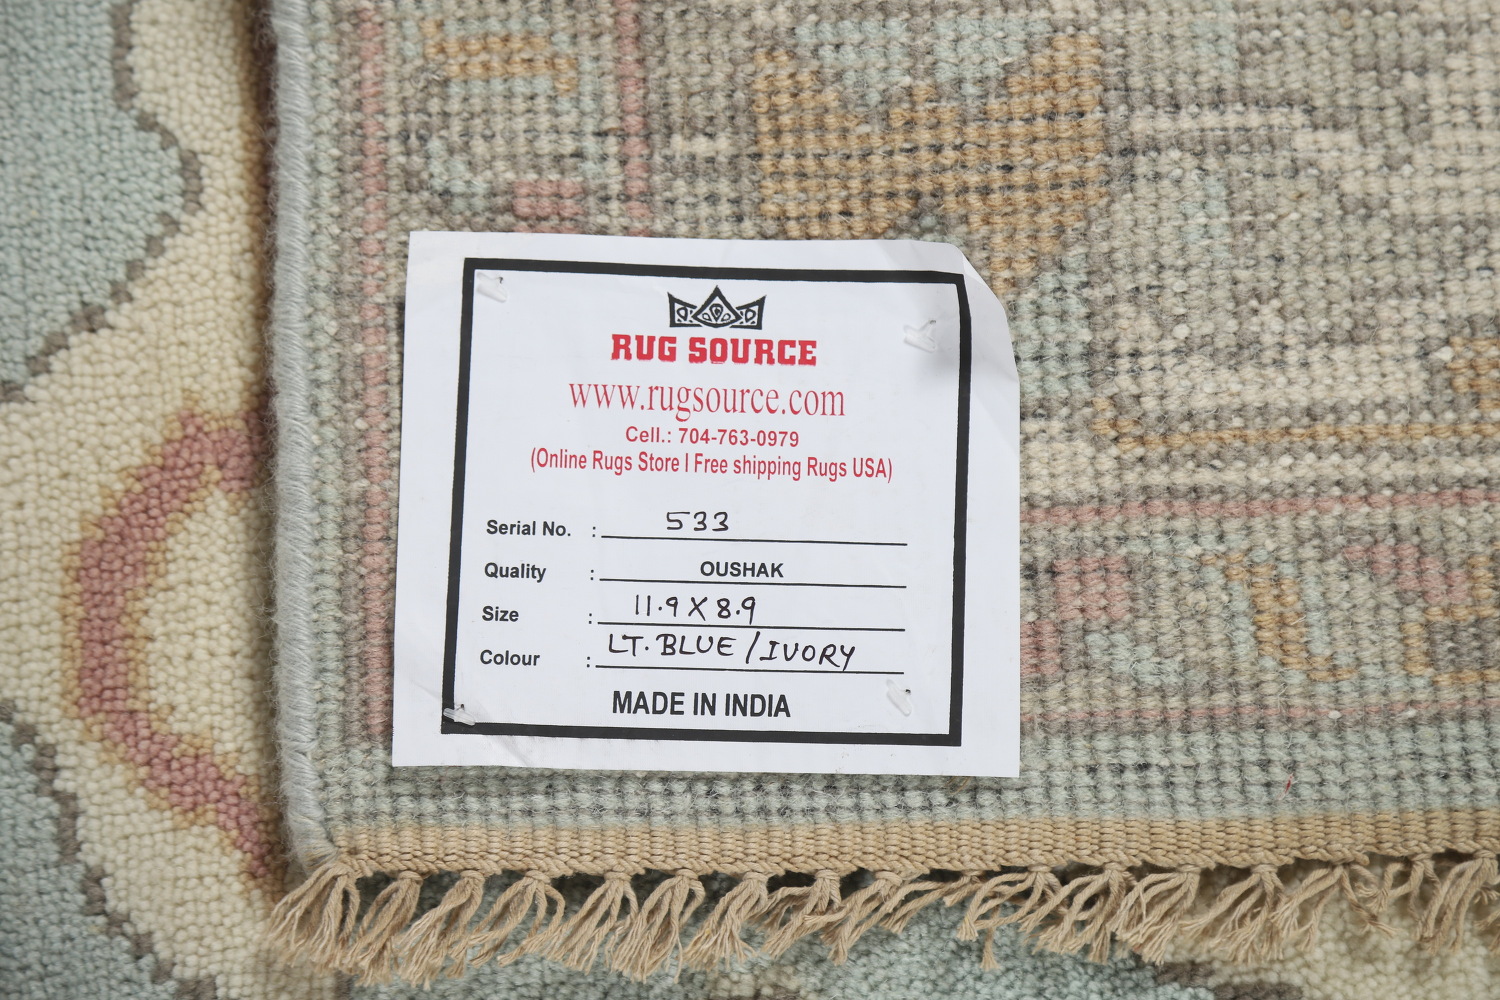 RUG SOURCE
www.rugsource.com
Cell.: 704-763-0979
(Online Rugs Store I Free shipping Rugs USA)
Serial No. : 533
Quality : OUSHAK
Size : 11.9 X 8.9
Colour : LT. BLUE / IVORY
MADE IN INDIA